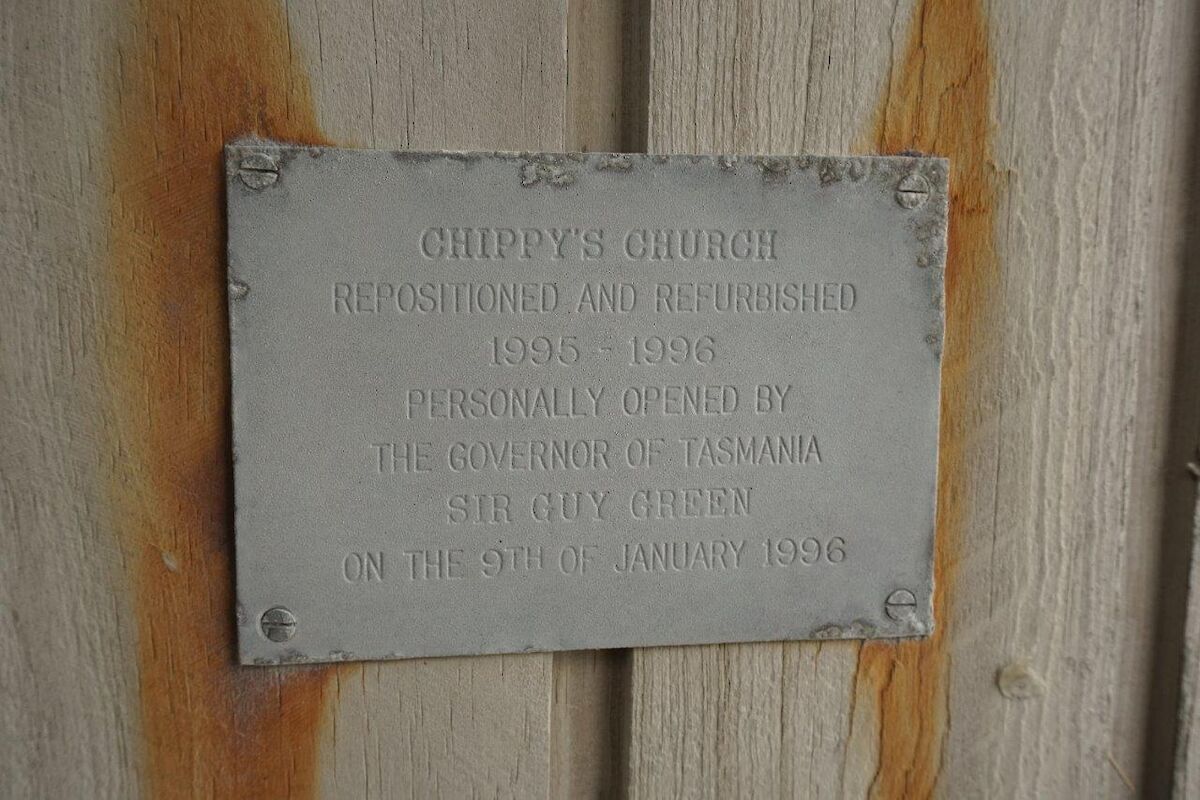 CHIPPY'S CHURCH
REPOSITIONED AND REFURBISHED
1995 - 1996
PERSONALLY OPENED BY
THE GOVERNOR OF TASMANIA
SIR GUY GREEN
ON THE 9TH OF JANUARY 1996